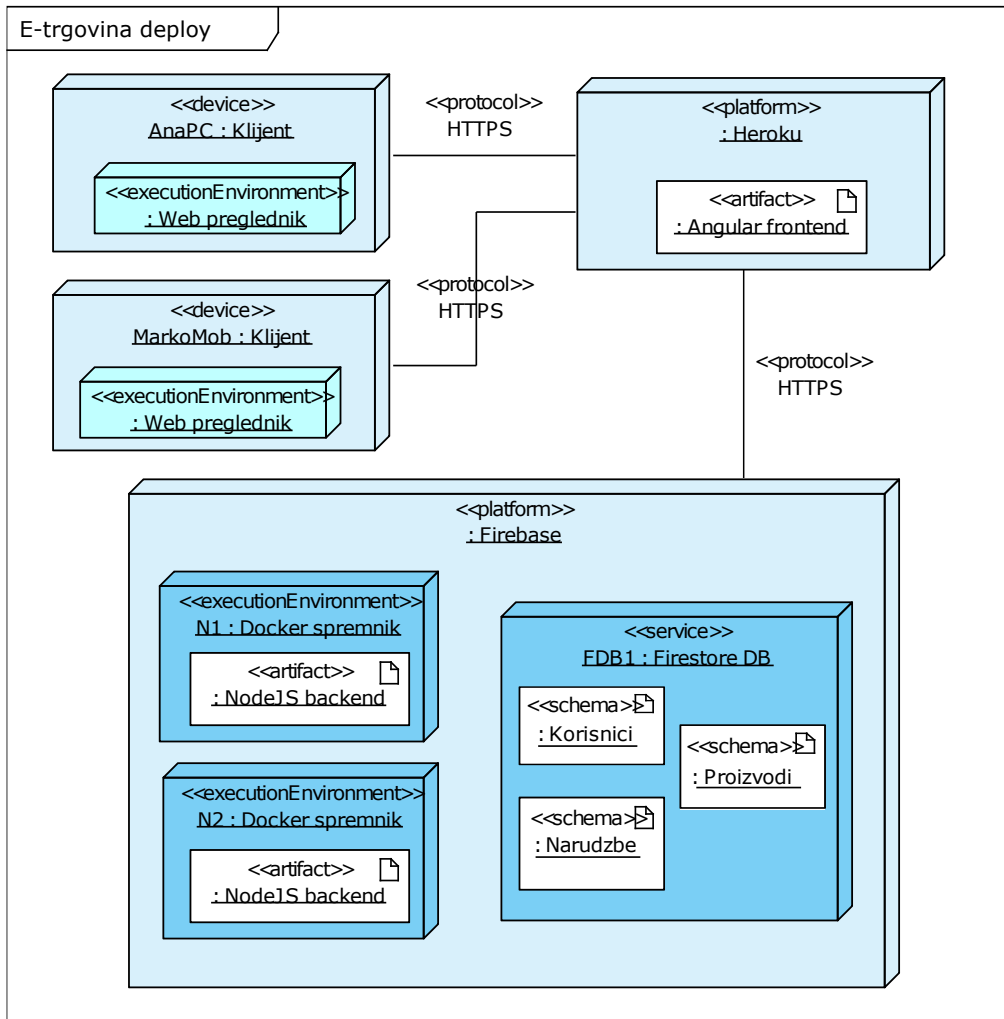 E-trgovina deploy
<<device>>
AnaPC : Klijent
<<executionEnvironment>>
: Web preglednik
<<protocol>>
HTTPS
<<platform>>
: Heroku
<<artifact>>
: Angular frontend
<<device>>
MarkoMob : Klijent
<<executionEnvironment>>
: Web preglednik
<<protocol>>
HTTPS
<<protocol>>
HTTPS
<<platform>>
: Firebase
<<executionEnvironment>>
N1 : Docker spremnik
<<artifact>>
: NodeJS backend
<<executionEnvironment>>
N2 : Docker spremnik
<<artifact>>
: NodeJS backend
<<service>>
FDB1 : Firestore DB
<<schema>>
: Korisnici
<<schema>>
: Proizvodi
<<schema>>
: Narudzbe